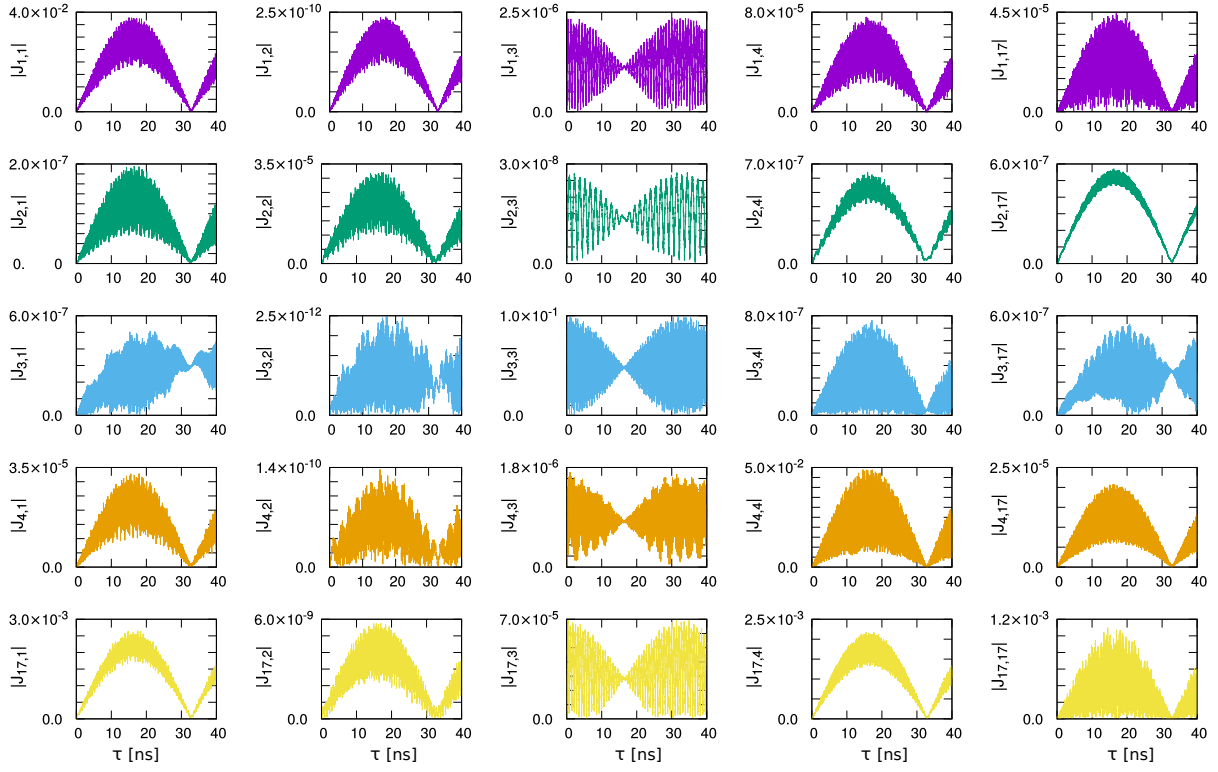 4.0×10⁻² 2.5×10⁻¹⁰ 2.5×10⁻⁶ 8.0×10⁻⁵ 4.5×10⁻⁵
|J1,1| |J1,2| |J1,3| |J1,4| |J1,17|
0.0 0.0 0.0 0.0 0.0
0 10 20 30 40 0 10 20 30 40 0 10 20 30 40 0 10 20 30 40 0 10 20 30 40
2.0×10⁻⁷ 3.5×10⁻⁵ 3.0×10⁻⁸ 7.0×10⁻⁷ 6.0×10⁻⁷
|J2,1| |J2,2| |J2,3| |J2,4| |J2,17|
0. 0 0.0 0.0 0.0 0.0
0 10 20 30 40 0 10 20 30 40 0 10 20 30 40 0 10 20 30 40 0 10 20 30 40
6.0×10⁻⁷ 2.5×10⁻¹² 1.0×10⁻¹ 8.0×10⁻⁷ 7.0×10⁻⁷
|J3,1| |J3,2| |J3,3| |J3,4| |J3,17|
0.0 0.0 0.0 0.0 0.0
0 10 20 30 40 0 10 20 30 40 0 10 20 30 40 0 10 20 30 40 0 10 20 30 40
3.5×10⁻⁵ 1.4×10⁻¹⁰ 1.8×10⁻⁶ 5.0×10⁻² 2.5×10⁻⁵
|J4,1| |J4,2| |J4,3| |J4,4| |J4,17|
0.0 0.0 0.0 0.0 0.0
0 10 20 30 40 0 10 20 30 40 0 10 20 30 40 0 10 20 30 40 0 10 20 30 40
3.0×10⁻³ 6.0×10⁻⁹ 7.0×10⁻⁵ 2.5×10⁻³ 1.2×10⁻³
|J17,1| |J17,2| |J17,3| |J17,4| |J17,17|
0.0 0.0 0.0 0.0 0.0
0 10 20 30 40 0 10 20 30 40 0 10 20 30 40 0 10 20 30 40 0 10 20 30 40
τ [ns] τ [ns] τ [ns] τ [ns] τ [ns]